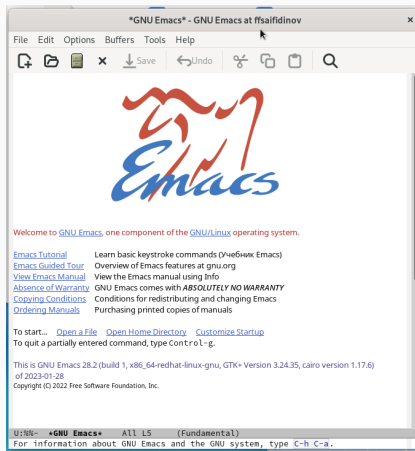 *GNU Emacs* - GNU Emacs at ffsaifidinov
×
File Edit Options Buffers Tools Help
Save Undo
Emacs
Welcome to GNU Emacs, one component of the GNU/Linux operating system.
Emacs Tutorial Learn basic keystroke commands (Учебник Emacs)
Emacs Guided Tour Overview of Emacs features at gnu.org
View Emacs Manual View the Emacs manual using Info
Absence of Warranty GNU Emacs comes with ABSOLUTELY NO WARRANTY
Copying Conditions Conditions for redistributing and changing Emacs
Ordering Manuals Purchasing printed copies of manuals
To start... Open a File Open Home Directory Customize Startup
To quit a partially entered command, type Control-g.
This is GNU Emacs 28.2 (build 1, x86_64-redhat-linux-gnu, GTK+ Version 3.24.35, cairo version 1.17.6)
of 2023-01-28
Copyright (C) 2022 Free Software Foundation, Inc.
U:%%- *GNU Emacs* All L5 (Fundamental)
For information about GNU Emacs and the GNU system, type C-h C-a.